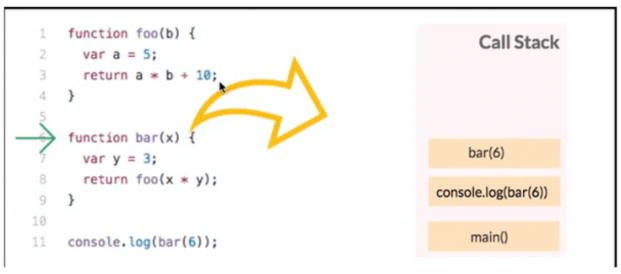 1 function foo(b) {
2 var a = 5;
3 return a * b + 10;
4 }
5
6 function bar(x) {
7 var y = 3;
8 return foo(x * y);
9 }
10
11 console.log(bar(6));
Call Stack
bar(6)
console.log(bar(6))
main()